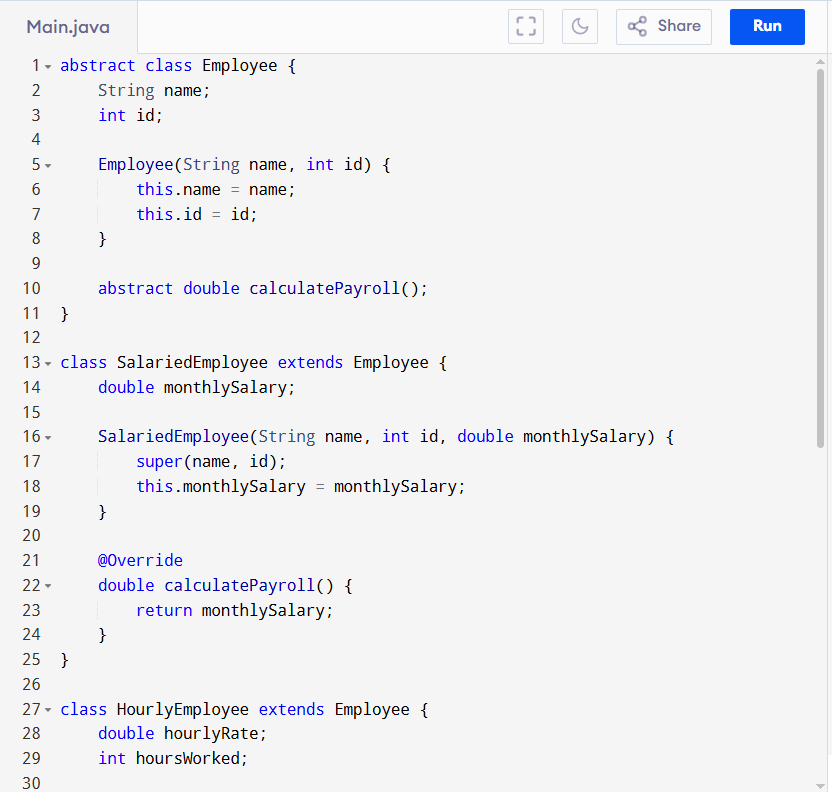 Main.java
Share
Run
1 abstract class Employee {
2     String name;
3     int id;
4
5     Employee(String name, int id) {
6         this.name = name;
7         this.id = id;
8     }
9
10     abstract double calculatePayroll();
11 }
12
13 class SalariedEmployee extends Employee {
14     double monthlySalary;
15
16     SalariedEmployee(String name, int id, double monthlySalary) {
17         super(name, id);
18         this.monthlySalary = monthlySalary;
19     }
20
21     @Override
22     double calculatePayroll() {
23         return monthlySalary;
24     }
25 }
26
27 class HourlyEmployee extends Employee {
28     double hourlyRate;
29     int hoursWorked;
30